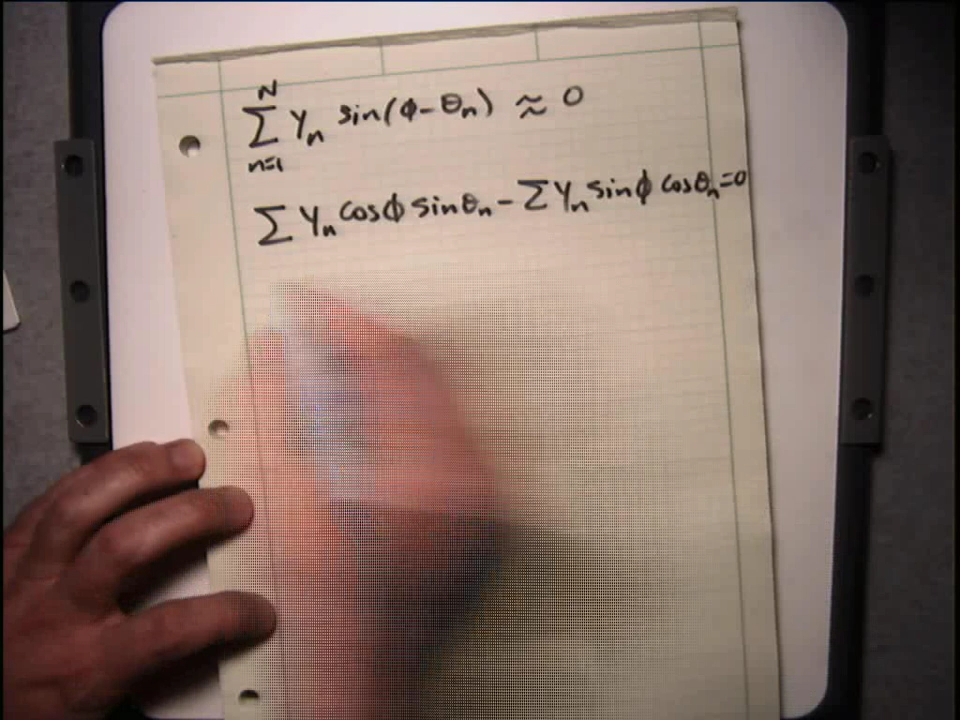 N
∑ Yn sin(ϕ-θn) ≈ 0
n=1
∑ Yn cosϕ sinθn - ∑ Yn sinϕ cosθn = 0